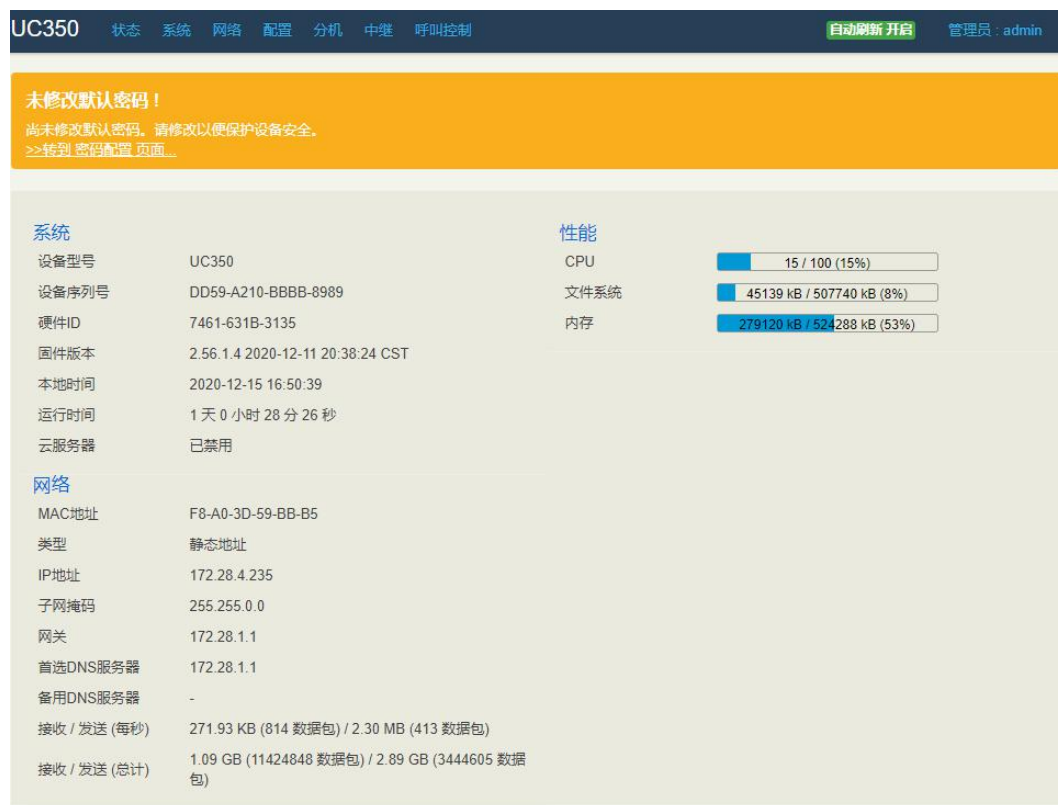 UC350 状态 系统 网络 配置 分机 中继 呼叫控制 自动刷新 开启 管理员 : admin
未修改默认密码！
尚未修改默认密码。请修改以便保护设备安全。
>>转到 密码配置 页面...
系统
设备型号 UC350
设备序列号 DD59-A210-BBBB-8989
硬件ID 7461-631B-3135
固件版本 2.56.1.4 2020-12-11 20:38:24 CST
本地时间 2020-12-15 16:50:39
运行时间 1 天 0 小时 28 分 26 秒
云服务器 已禁用
网络
MAC地址 F8-A0-3D-59-BB-B5
类型 静态地址
IP地址 172.28.4.235
子网掩码 255.255.0.0
网关 172.28.1.1
首选DNS服务器 172.28.1.1
备用DNS服务器 -
接收 / 发送 (每秒) 271.93 KB (814 数据包) / 2.30 MB (413 数据包)
接收 / 发送 (总计) 1.09 GB (11424848 数据包) / 2.89 GB (3444605 数据
包)
性能
CPU 15 / 100 (15%)
文件系统 45139 kB / 507740 kB (8%)
内存 279120 kB / 524288 kB (53%)